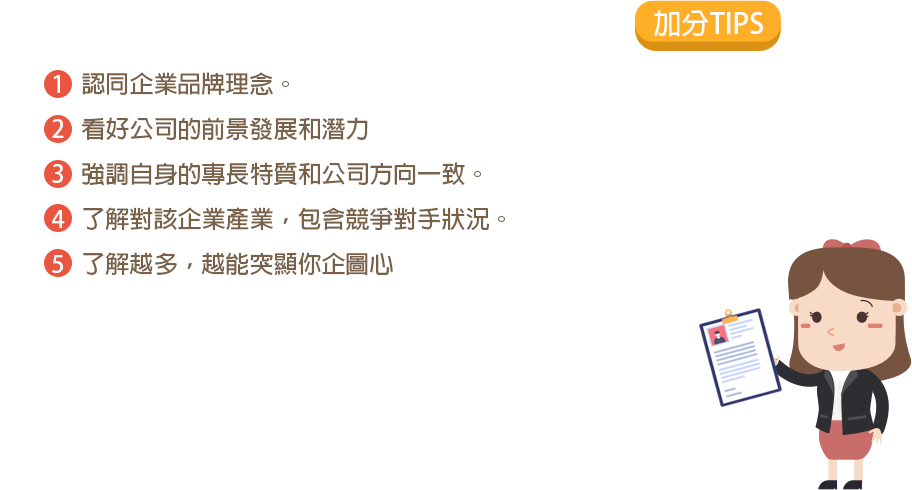 加分TIPS
1 認同企業品牌理念。
2 看好公司的前景發展和潛力
3 強調自身的專長特質和公司方向一致。
4 了解對該企業產業，包含競爭對手狀況。
5 了解越多，越能突顯你企圖心